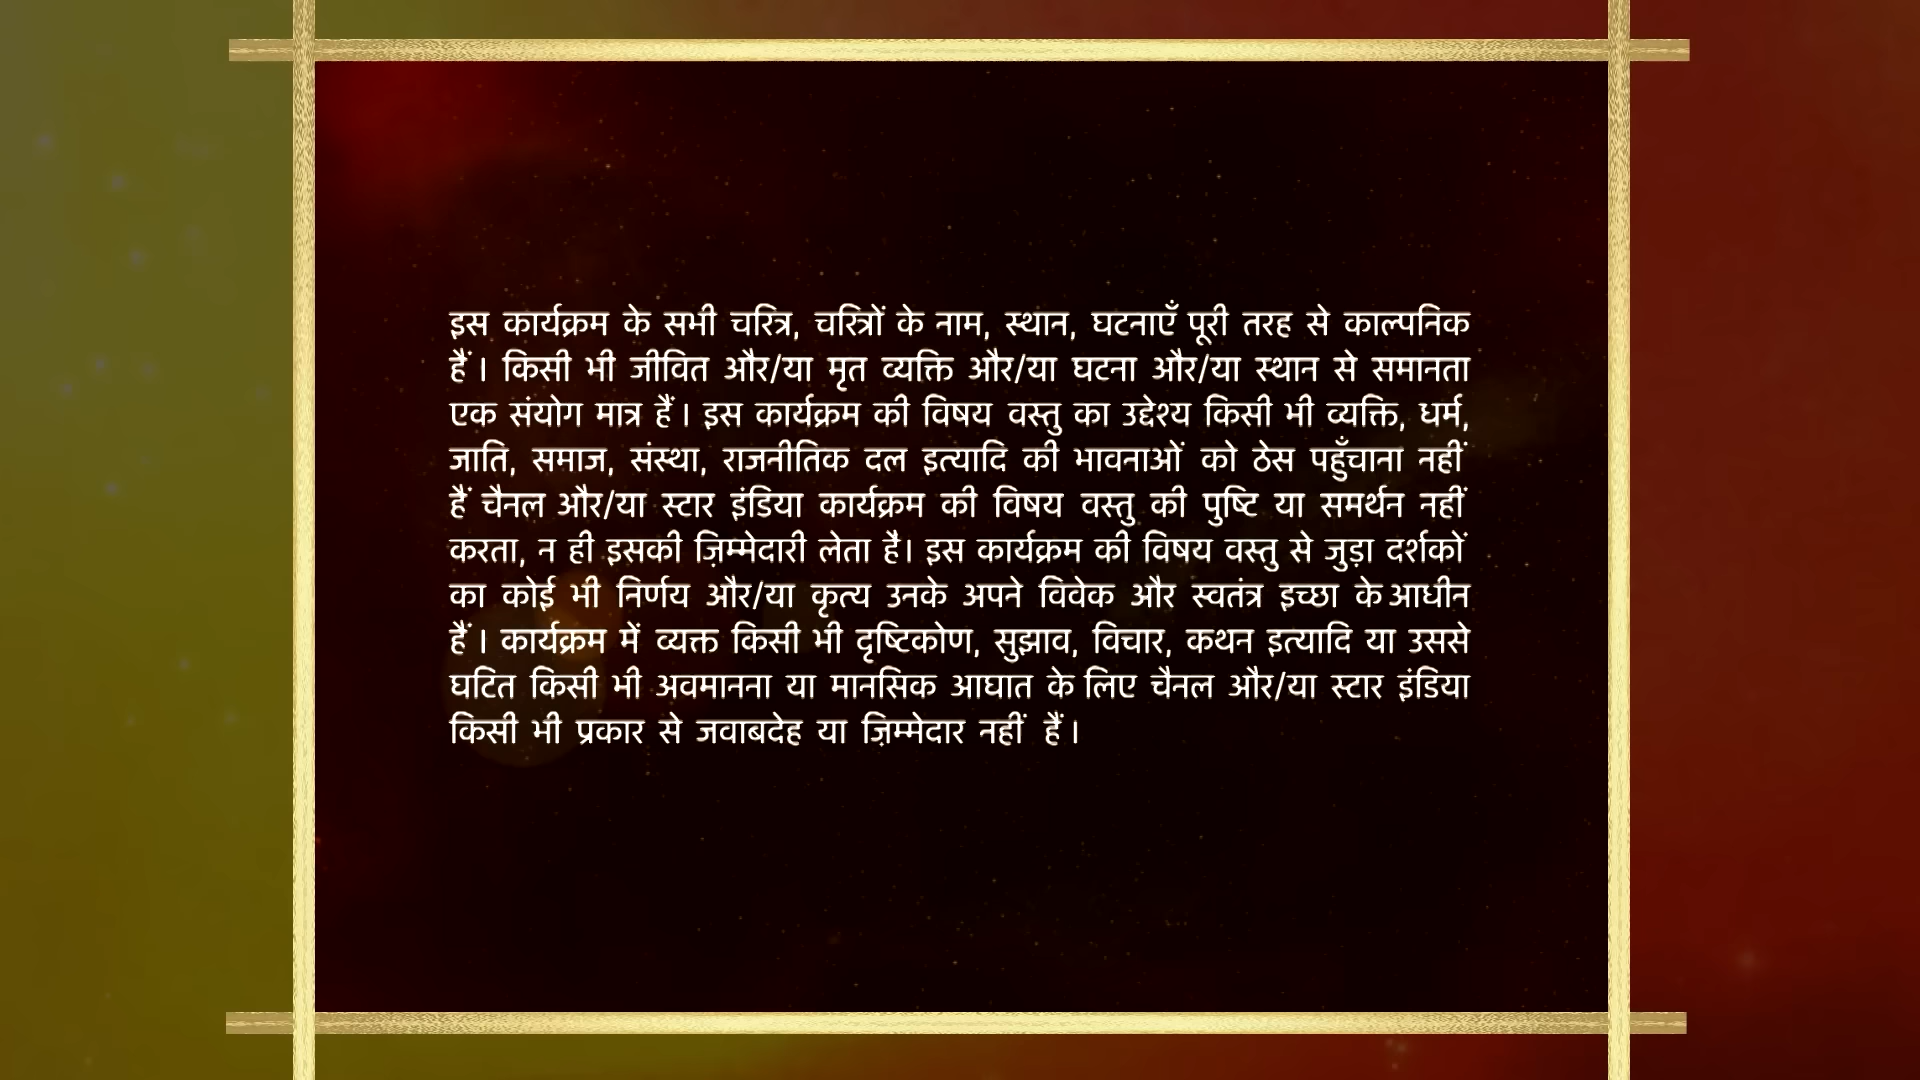 इस कार्यक्रम के सभी चरित्र, चरित्रों के नाम, स्थान, घटनाएँ पूरी तरह से काल्पनिक
हैं। किसी भी जीवित और/या मृत व्यक्ति और/या घटना और/या स्थान से समानता
एक संयोग मात्र हैं। इस कार्यक्रम की विषय वस्तु का उद्देश्य किसी भी व्यक्ति, धर्म,
जाति, समाज, संस्था, राजनीतिक दल इत्यादि की भावनाओं को ठेस पहुँचाना नहीं
हैं चैनल और/या स्टार इंडिया कार्यक्रम की विषय वस्तु की पुष्टि या समर्थन नहीं
करता, न ही इसकी ज़िम्मेदारी लेता है। इस कार्यक्रम की विषय वस्तु से जुड़ा दर्शकों
का कोई भी निर्णय और/या कृत्य उनके अपने विवेक और स्वतंत्र इच्छा के आधीन
हैं। कार्यक्रम में व्यक्त किसी भी दृष्टिकोण, सुझाव, विचार, कथन इत्यादि या उससे
घटित किसी भी अवमानना या मानसिक आघात के लिए चैनल और/या स्टार इंडिया
किसी भी प्रकार से जवाबदेह या ज़िम्मेदार नहीं हैं।